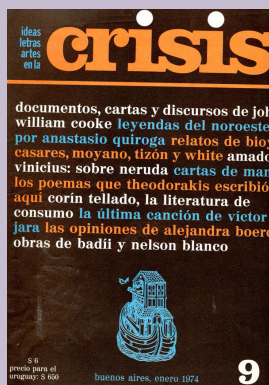 ideas
letras
artes
en la
crisis
documentos, cartas y discursos de joh
william cooke leyendas del noroeste
por anastasio quiroga relatos de bioy
casares, moyano, tizón y white amado
vinicius: sobre neruda cartas de mar
los poemas que theodorakis escribió
aquí corín tellado, la literatura de
consumo la última canción de víctor
jara las opiniones de alejandra boero
obras de badíi y nelson blanco
$ 6
precio para el
uruguay: $ 650
buenos aires, enero 1974
9